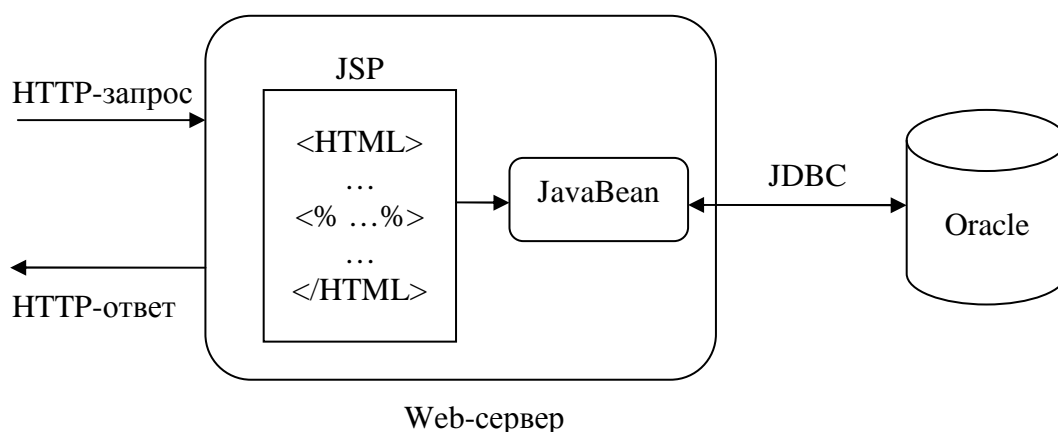 JSP
HTTP-запрос
<HTML>
…
<% …%>
…
</HTML>
JavaBean
JDBC
Oracle
HTTP-ответ
Web-сервер